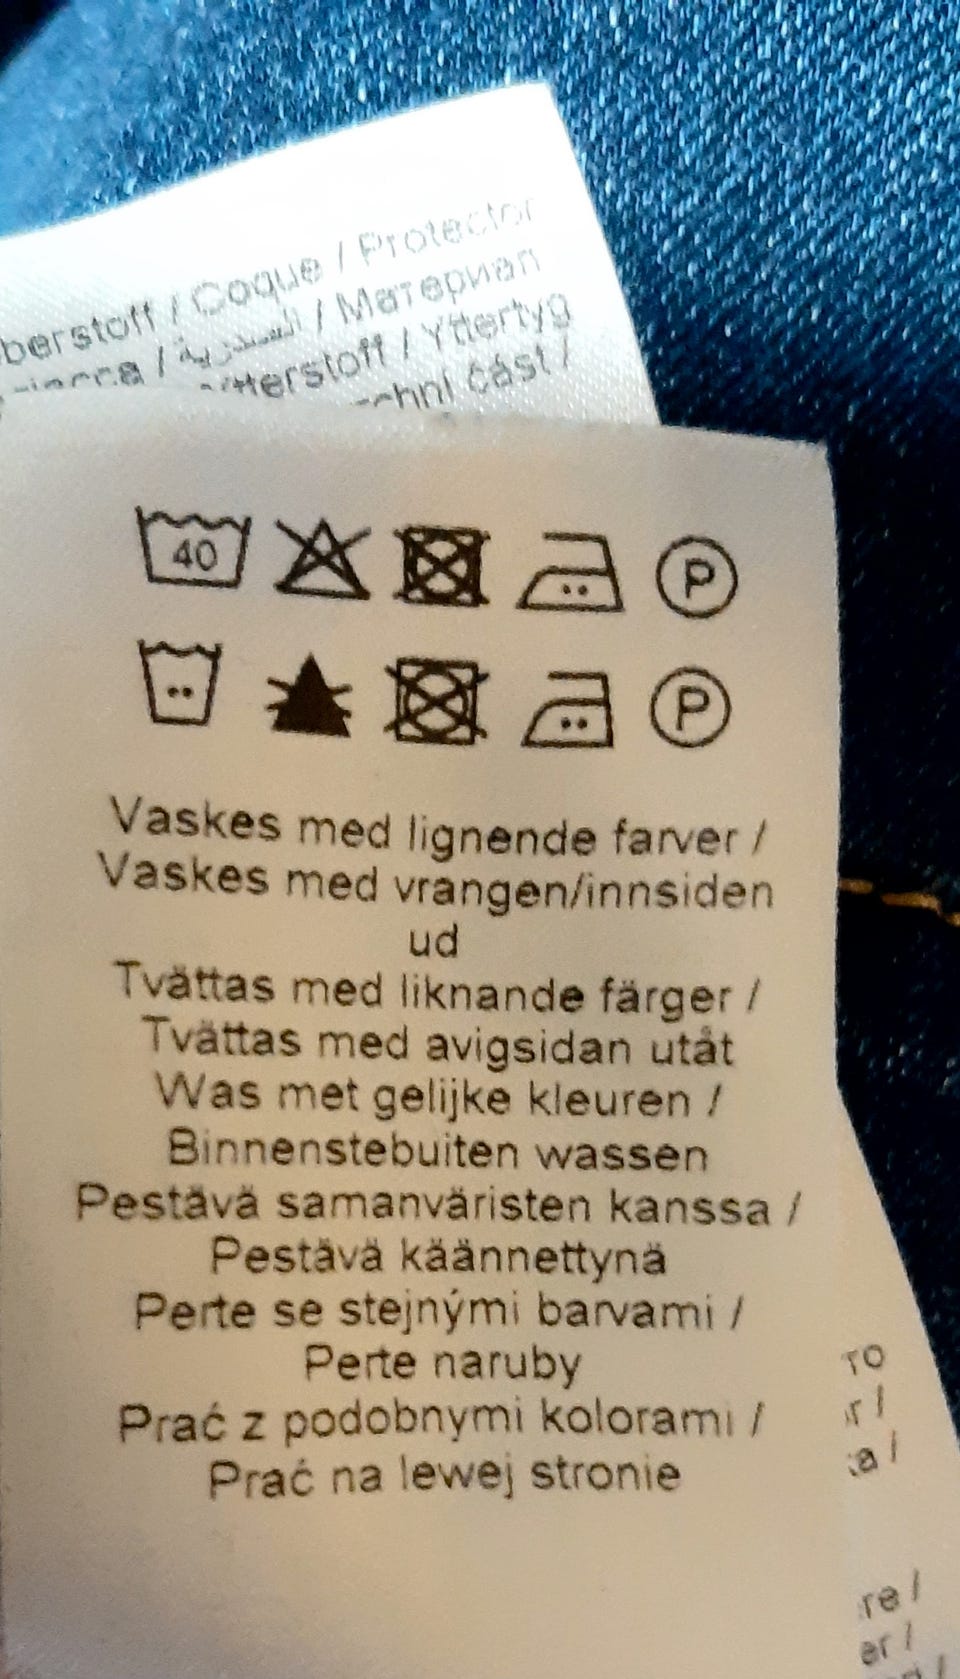 / Coque / Protector
/ Материал
/ Yttertyg
část /
40
P
P
Vaskes med lignende farver /
Vaskes med vrangen/innsiden
ud
Tvättas med liknande färger /
Tvättas med avigsidan utåt
Was met gelijke kleuren /
Binnenstebuiten wassen
Pestävä samanväristen kanssa /
Pestävä käännettynä
Perte se stejnými barvami /
Perte naruby
Prać z podobnymi kolorami /
Prać na lewej stronie